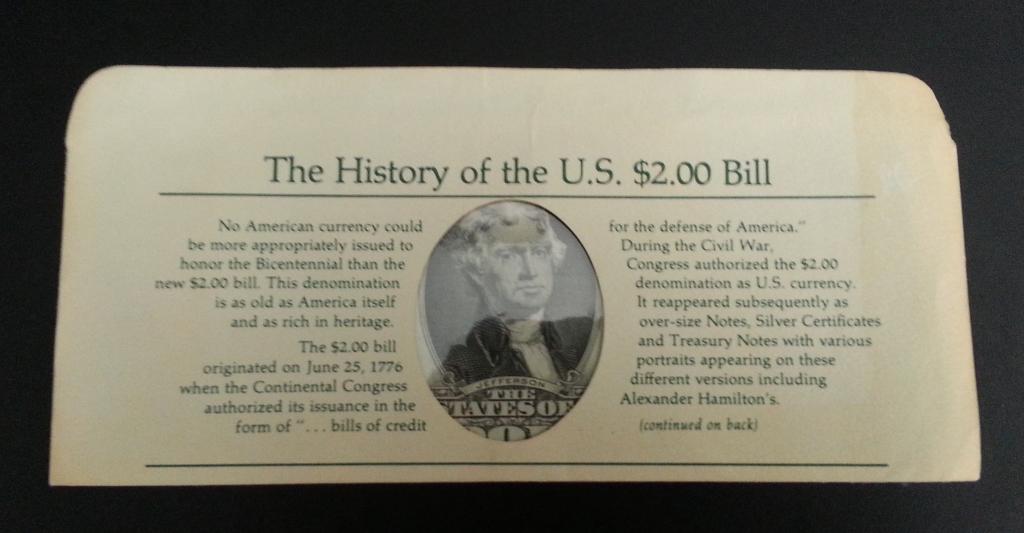 The History of the U.S. $2.00 Bill
No American currency could
be more appropriately issued to
honor the Bicentennial than the
new $2.00 bill. This denomination
is as old as America itself
and as rich in heritage.
The $2.00 bill
originated on June 25, 1776
when the Continental Congress
authorized its issuance in the
form of “... bills of credit
JEFFERSON
THE
STATES OF
for the defense of America.”
During the Civil War,
Congress authorized the $2.00
denomination as U.S. currency.
It reappeared subsequently as
over-size Notes, Silver Certificates
and Treasury Notes with various
portraits appearing on these
different versions including
Alexander Hamilton's.
(continued on back)